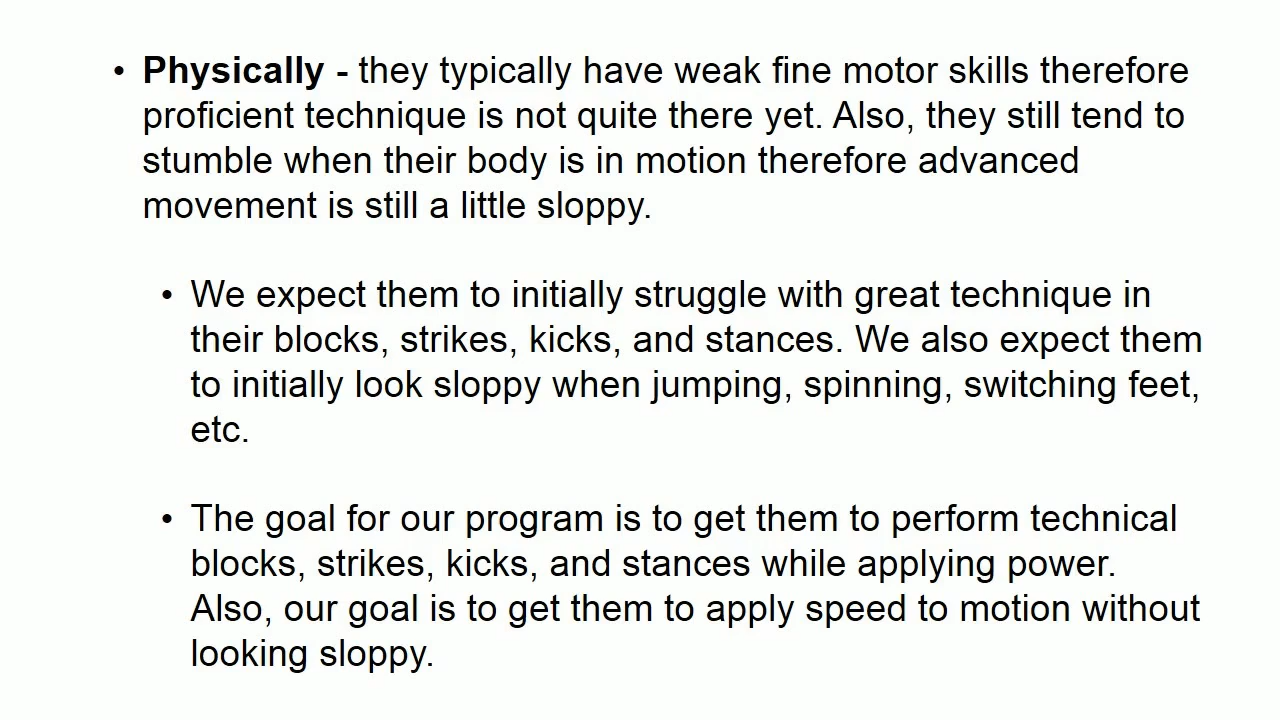 • Physically - they typically have weak fine motor skills therefore
proficient technique is not quite there yet. Also, they still tend to
stumble when their body is in motion therefore advanced
movement is still a little sloppy.
• We expect them to initially struggle with great technique in
their blocks, strikes, kicks, and stances. We also expect them
to initially look sloppy when jumping, spinning, switching feet,
etc.
• The goal for our program is to get them to perform technical
blocks, strikes, kicks, and stances while applying power.
Also, our goal is to get them to apply speed to motion without
looking sloppy.